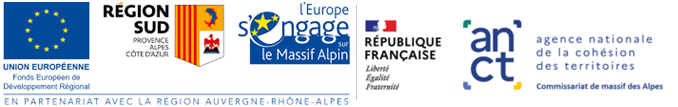 UNION EUROPÉENNE
Fonds Européen de
Développement Régional
RÉGION
SUD
PROVENCE
ALPES
CÔTE D'AZUR
l'Europe
s'engage
sur
le Massif Alpin
EN PARTENARIAT AVEC LA RÉGION AUVERGNE-RHÔNE-ALPES
RÉPUBLIQUE
FRANÇAISE
Liberté
Égalité
Fraternité
anct
agence nationale
de la cohésion
des territoires
Commissariat de massif des Alpes